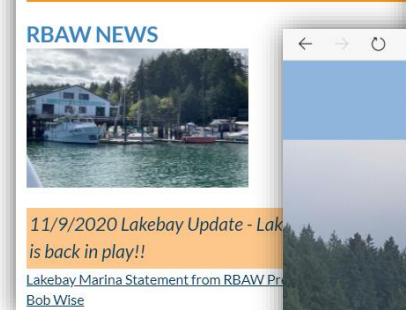 RBAW NEWS
11/9/2020 Lakebay Update - Lak
is back in play!!
Lakebay Marina Statement from RBAW Pr
Bob Wise